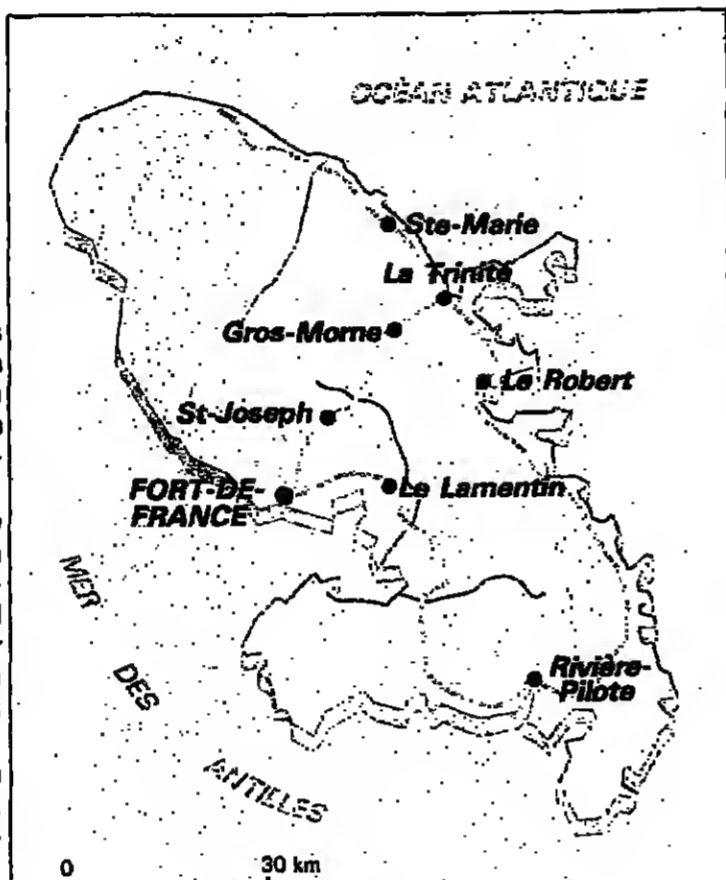 OCÉAN ATLANTIQUE
Ste-Marie
La Trinité
Gros-Morne
Le Robert
St-Joseph
FORT-DE-
FRANCE
Le Lamentin
MER
DES
ANTILLES
Rivière-
Pilote
0 30 km